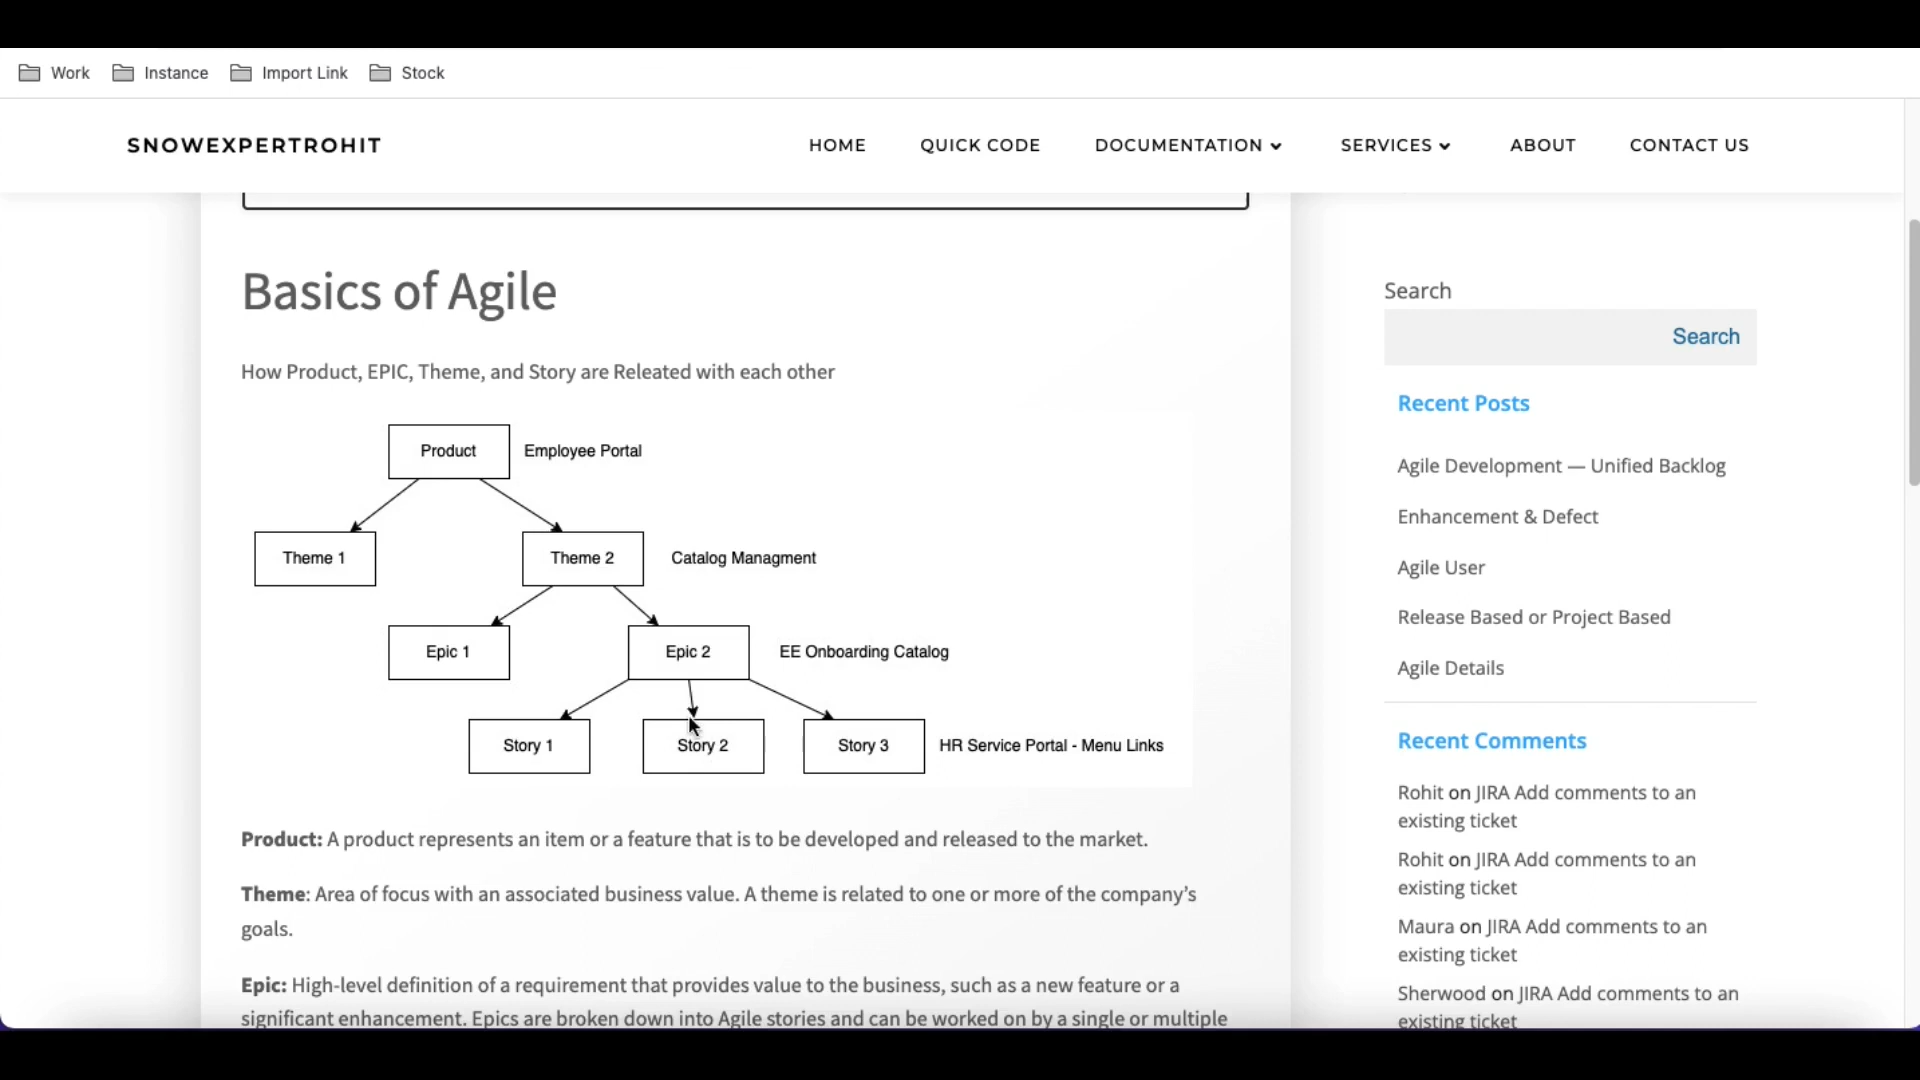 Work Instance Import Link Stock
SNOWEXPERTROHIT HOME QUICK CODE DOCUMENTATION SERVICES ABOUT CONTACT US
Basics of Agile
How Product, EPIC, Theme, and Story are Releated with each other
Product Employee Portal
Theme 1 Theme 2 Catalog Managment
Epic 1 Epic 2 EE Onboarding Catalog
Story 1 Story 2 Story 3 HR Service Portal - Menu Links
Product: A product represents an item or a feature that is to be developed and released to the market.
Theme: Area of focus with an associated business value. A theme is related to one or more of the company’s
goals.
Epic: High-level definition of a requirement that provides value to the business, such as a new feature or a
significant enhancement. Epics are broken down into Agile stories and can be worked on by a single or multiple
Search
Search
Recent Posts
Agile Development — Unified Backlog
Enhancement & Defect
Agile User
Release Based or Project Based
Agile Details
Recent Comments
Rohit on JIRA Add comments to an
existing ticket
Rohit on JIRA Add comments to an
existing ticket
Maura on JIRA Add comments to an
existing ticket
Sherwood on JIRA Add comments to an
existing ticket